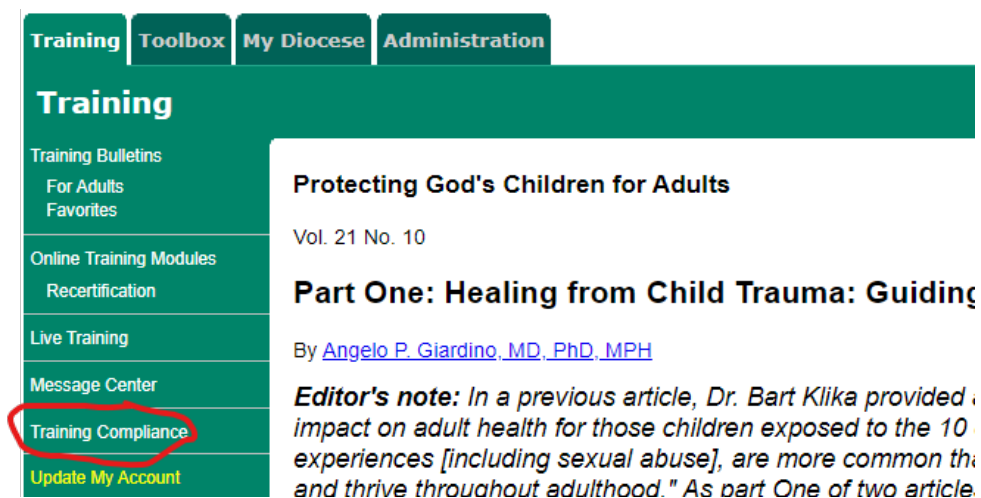 Training Toolbox My Diocese Administration
Training
Training Bulletins
For Adults
Favorites
Online Training Modules
Recertification
Live Training
Message Center
Training Compliance
Update My Account
Protecting God's Children for Adults
Vol. 21 No. 10
Part One: Healing from Child Trauma: Guiding
By Angelo P. Giardino, MD, PhD, MPH
Editor's note: In a previous article, Dr. Bart Klika provided
impact on adult health for those children exposed to the 10
experiences [including sexual abuse], are more common
and thrive throughout adulthood." As part One of two